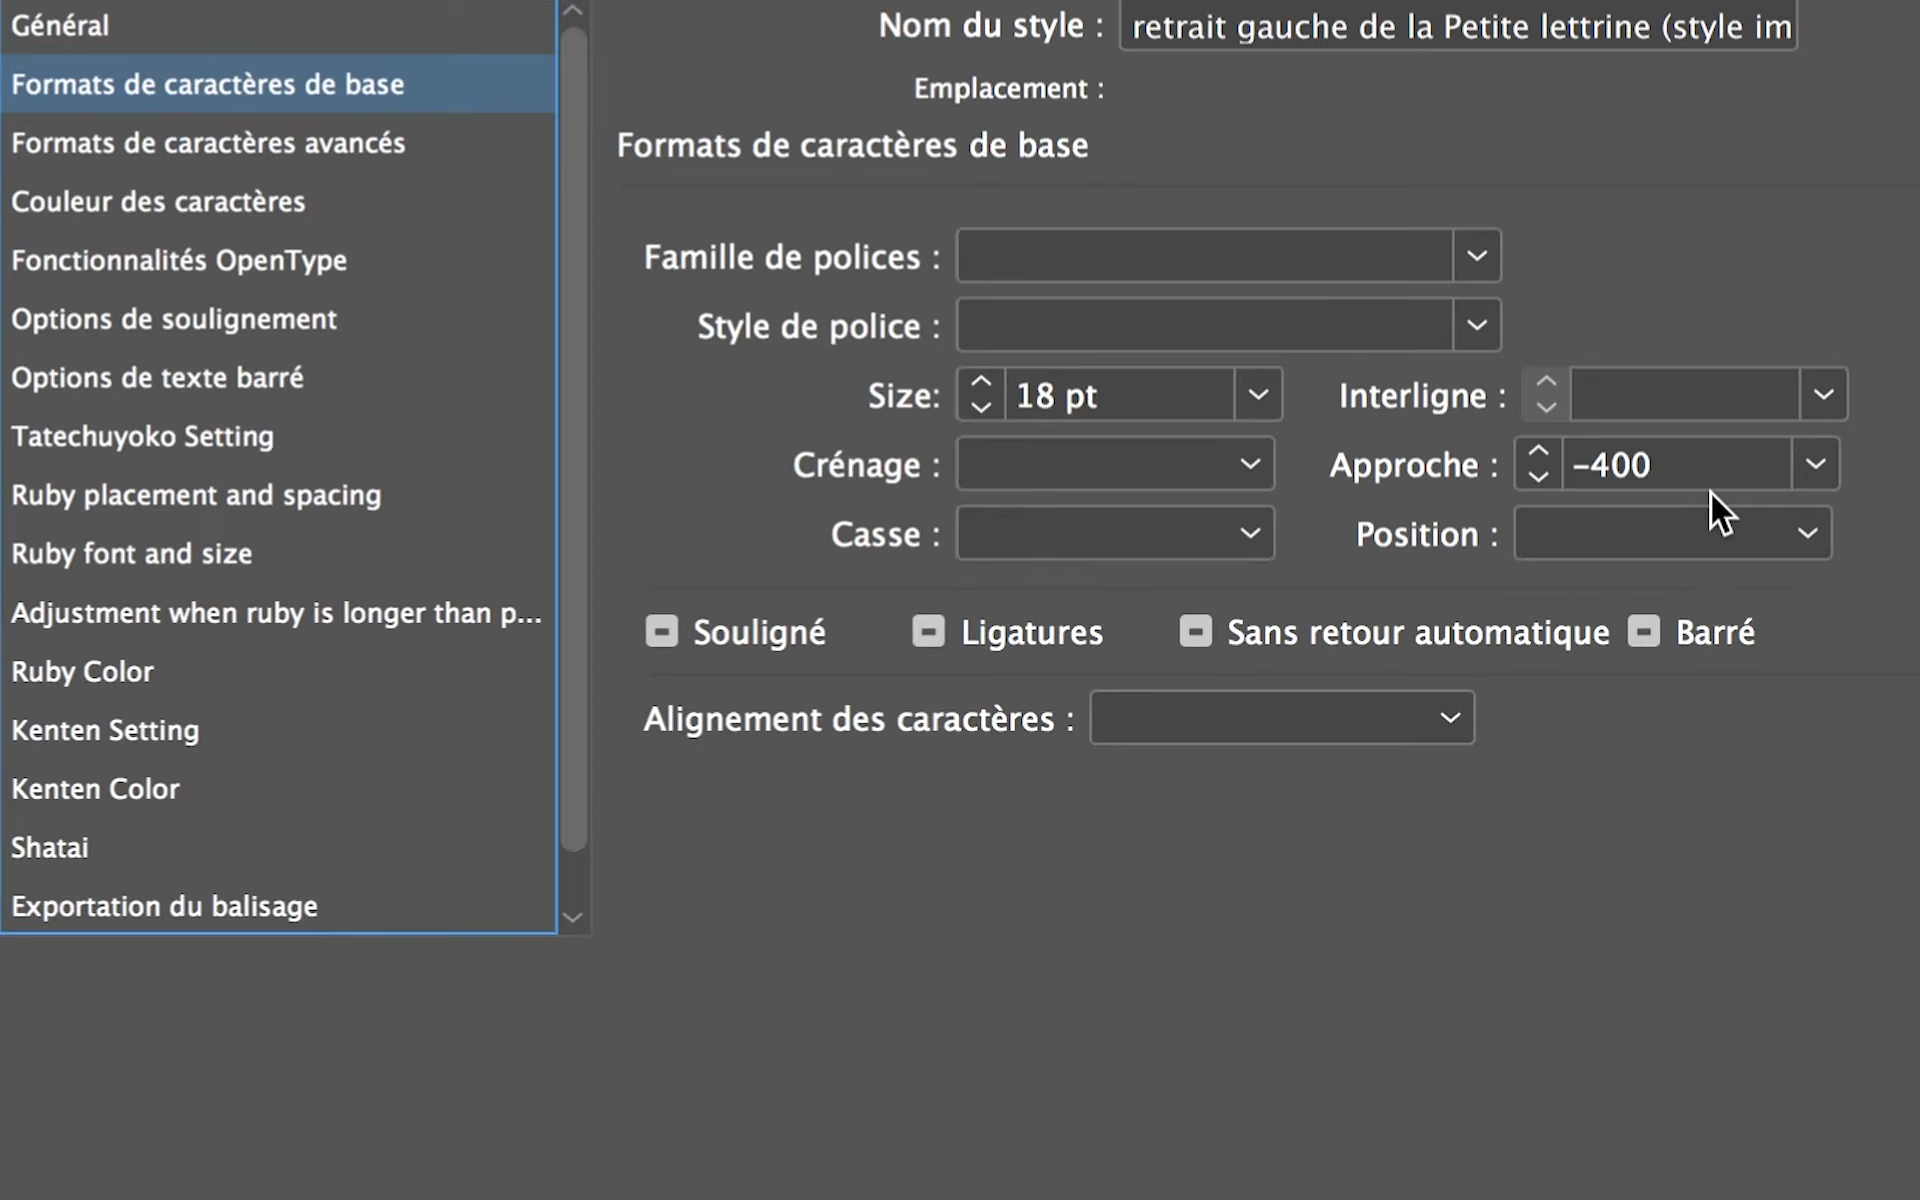 Général
Formats de caractères de base
Formats de caractères avancés
Couleur des caractères
Fonctionnalités OpenType
Options de soulignement
Options de texte barré
Tatechuyoko Setting
Ruby placement and spacing
Ruby font and size
Adjustment when ruby is longer than p...
Ruby Color
Kenten Setting
Kenten Color
Shatai
Exportation du balisage
Nom du style : retrait gauche de la Petite lettrine (style im
Emplacement :
Formats de caractères de base
Famille de polices :
Style de police :
Size: 18 pt Interligne :
Crénage : Approche : -400
Casse : Position :
Souligné Ligatures Sans retour automatique Barré
Alignement des caractères :